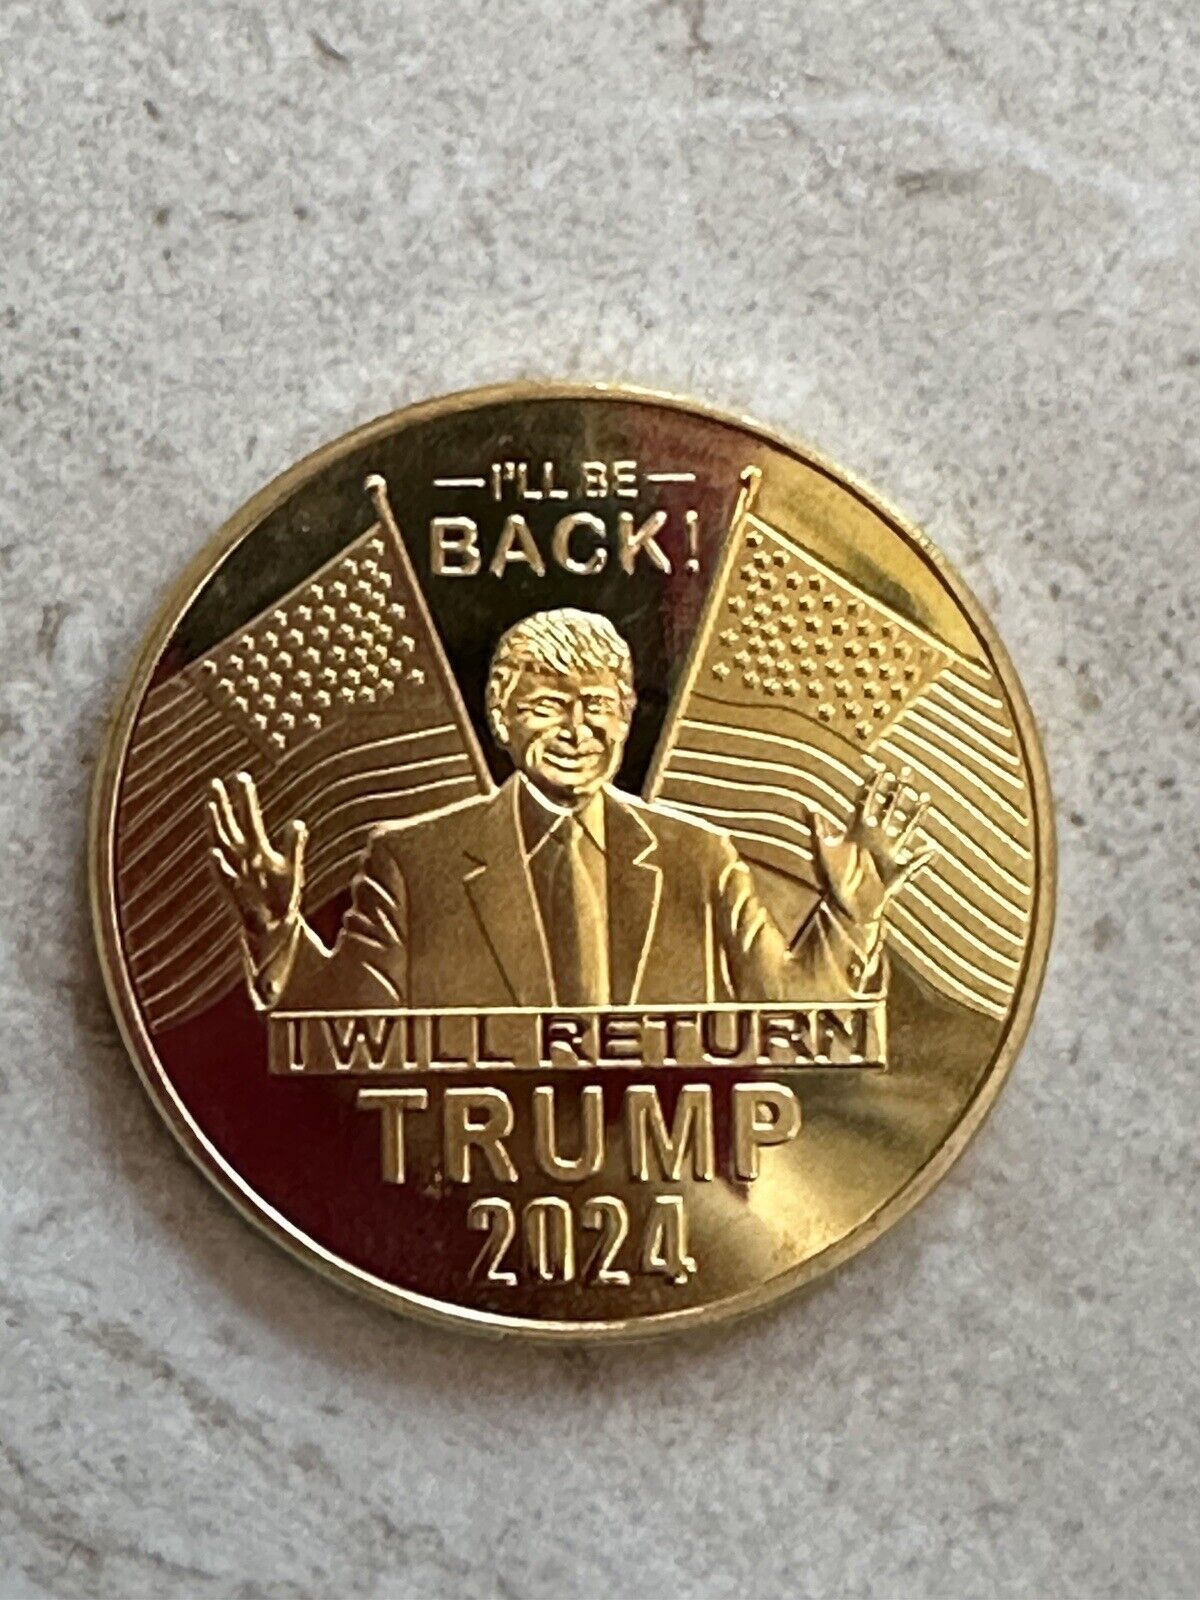 —I'LL BE—
BACK!
I WILL RETURN
TRUMP
2024